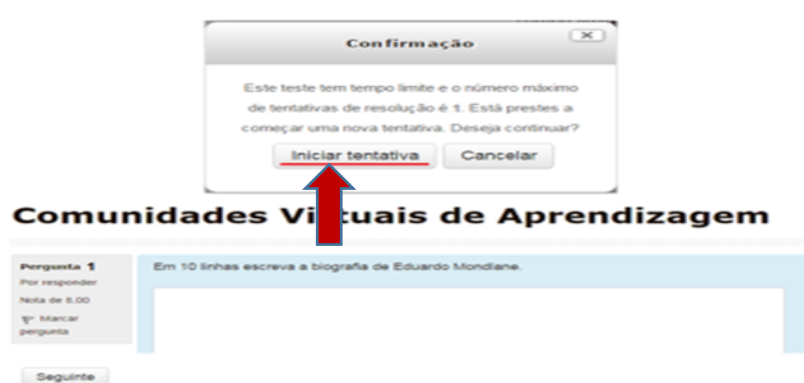 Confirmação
Este teste tem tempo limite e o número máximo
de tentativas de resolução é 1. Está prestes a
começar uma nova tentativa. Deseja continuar?
Iniciar tentativa Cancelar
Comunidades Virtuais de Aprendizagem
Pergunta 1
Por responder
Nota de 8,00
Marcar
pergunta
Em 10 linhas escreva a biografia de Eduardo Mondlane.
Seguinte